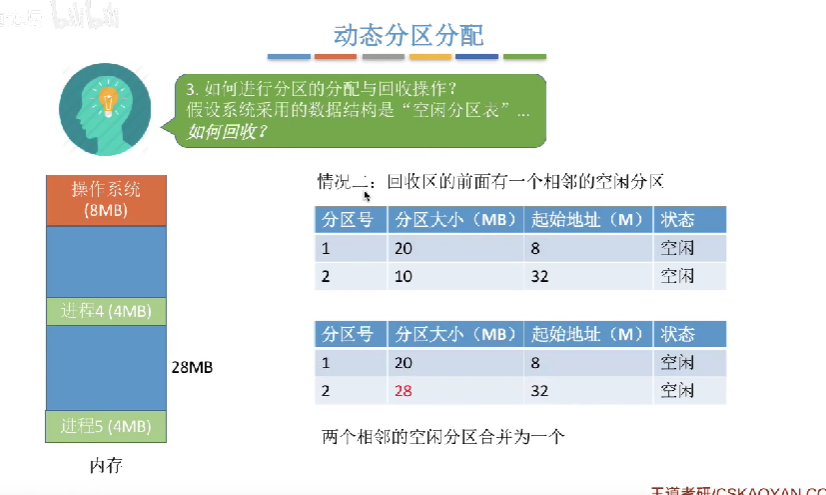 bilibili
动态分区分配
3. 如何进行分区的分配与回收操作？
假设系统采用的数据结构是“空闲分区表”...
如何回收？
操作系统
(8MB)
进程4 (4MB)
28MB
进程5 (4MB)
内存
情况二：回收区的前面有一个相邻的空闲分区
分区号 分区大小（MB） 起始地址（M） 状态
1 20 8 空闲
2 10 32 空闲
分区号 分区大小（MB） 起始地址（M） 状态
1 20 8 空闲
2 28 32 空闲
两个相邻的空闲分区合并为一个
王道考研/CSKAOYAN.CO